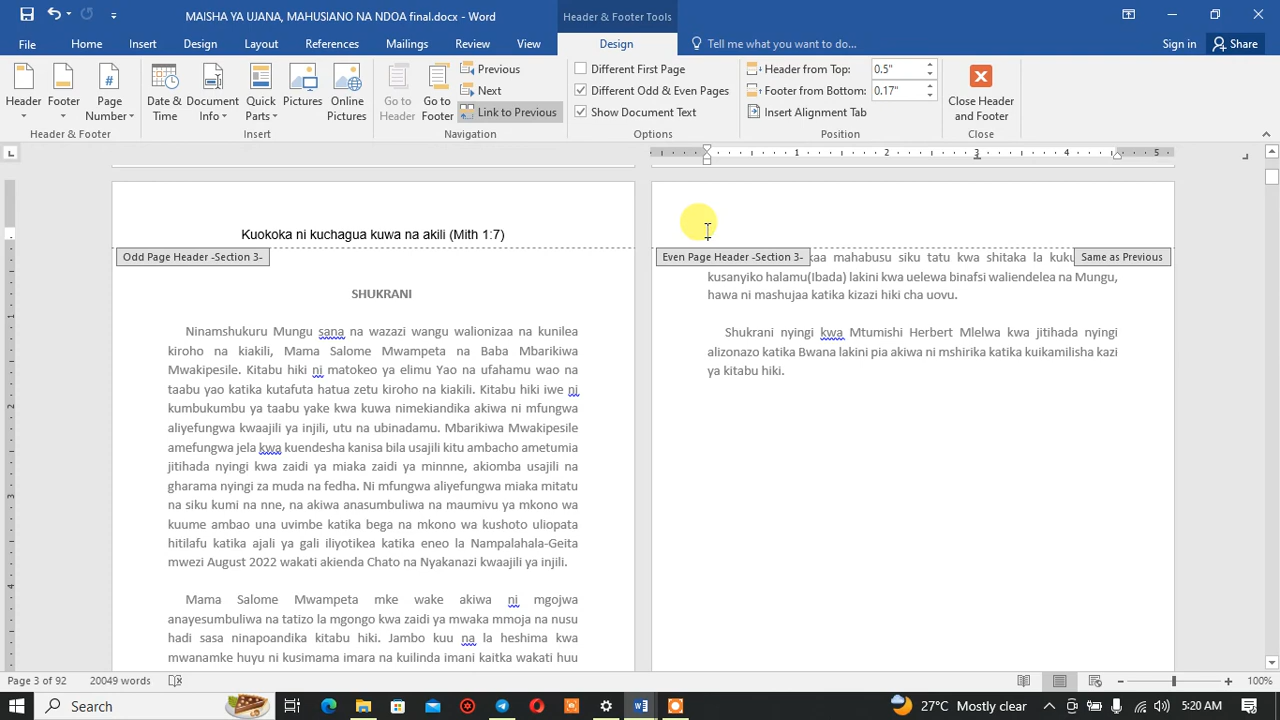 MAISHA YA UJANA, MAHUSIANO NA NDOA final.docx - Word
Header & Footer Tools
File Home Insert Design Layout References Mailings Review View Design Tell me what you want to do... Sign in Share
Header
Footer
Page Number
Header & Footer
Date & Time
Document Info
Quick Parts
Pictures
Online Pictures
Insert
Go to Header
Go to Footer
Previous
Next
Link to Previous
Navigation
Different First Page
Different Odd & Even Pages
Show Document Text
Options
Header from Top: 0.5"
Footer from Bottom: 0.17"
Insert Alignment Tab
Position
Close Header and Footer
Close
1 2 3 4 5
Kuokoka ni kuchagua kuwa na akili (Mith 1:7)
Odd Page Header -Section 3-
SHUKRANI
Ninamshukuru Mungu sana na wazazi wangu walionizaa na kunilea
kiroho na kiakili, Mama Salome Mwampeta na Baba Mbarikiwa
Mwakipesile. Kitabu hiki ni matokeo ya elimu Yao na ufahamu wao na
taabu yao katika kutafuta hatua zetu kiroho na kiakili. Kitabu hiki iwe ni
kumbukumbu ya taabu yake kwa kuwa nimekiandika akiwa ni mfungwa
aliyefungwa kwaajili ya injili, utu na ubinadamu. Mbarikiwa Mwakipesile
amefungwa jela kwa kuendesha kanisa bila usajili kitu ambacho ametumia
jitihada nyingi kwa zaidi ya miaka zaidi ya minnne, akiomba usajili na
gharama nyingi za muda na fedha. Ni mfungwa aliyefungwa miaka mitatu
na siku kumi na nne, na akiwa anasumbuliwa na maumivu ya mkono wa
kuume ambao una uvimbe katika bega na mkono wa kushoto uliopata
hitilafu katika ajali ya gali iliyotikea katika eneo la Nampalahala-Geita
mwezi August 2022 wakati akienda Chato na Nyakanazi kwaajili ya injili.
Mama Salome Mwampeta mke wake akiwa ni mgojwa
anayesumbuliwa na tatizo la mgongo kwa zaidi ya mwaka mmoja na nusu
hadi sasa ninapoandika kitabu hiki. Jambo kuu na la heshima kwa
mwanamke huyu ni kusimama imara na kuilinda imani kaitka wakati huu
Even Page Header -Section 3-
Same as Previous
mahabusu siku tatu kwa shitaka la
kusanyiko halamu(Ibada) lakini kwa uelewa binafsi waliendelea na Mungu,
hawa ni mashujaa katika kizazi hiki cha uovu.
Shukrani nyingi kwa Mtumishi Herbert Mlelwa kwa jitihada nyingi
alizonazo katika Bwana lakini pia akiwa ni mshirika katika kuikamilisha kazi
ya kitabu hiki.
1
2
3
4
Page 3 of 92 20049 words 100%
Search
27°C Mostly clear
5:20 AM